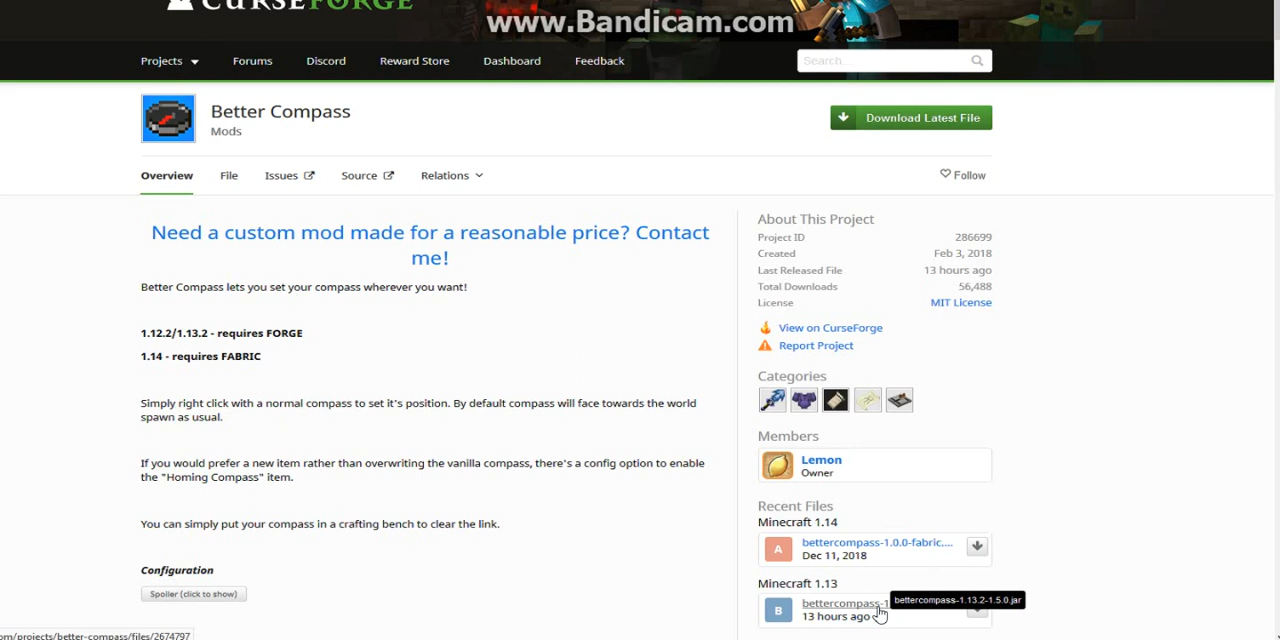 CURSEFORGE
www.Bandicam.com
Projects Forums Discord Reward Store Dashboard Feedback Search...
Better Compass
Mods
Download Latest File
Overview File Issues Source Relations Follow
Need a custom mod made for a reasonable price? Contact
me!
Better Compass lets you set your compass wherever you want!
1.12.2/1.13.2 - requires FORGE
1.14 - requires FABRIC
Simply right click with a normal compass to set it's position. By default compass will face towards the world
spawn as usual.
If you would prefer a new item rather than overwriting the vanilla compass, there's a config option to enable
the "Homing Compass" item.
You can simply put your compass in a crafting bench to clear the link.
Configuration
Spoiler (click to show)
About This Project
Project ID 286699
Created Feb 3, 2018
Last Released File 13 hours ago
Total Downloads 56,488
License MIT License
View on CurseForge
Report Project
Categories
Members
Lemon
Owner
Recent Files
Minecraft 1.14
A bettercompass-1.0.0-fabric....
Dec 11, 2018
Minecraft 1.13
B bettercompass-1 bettercompass-1.13.2-1.5.0.jar
13 hours ago
om/projects/better-compass/files/2674797